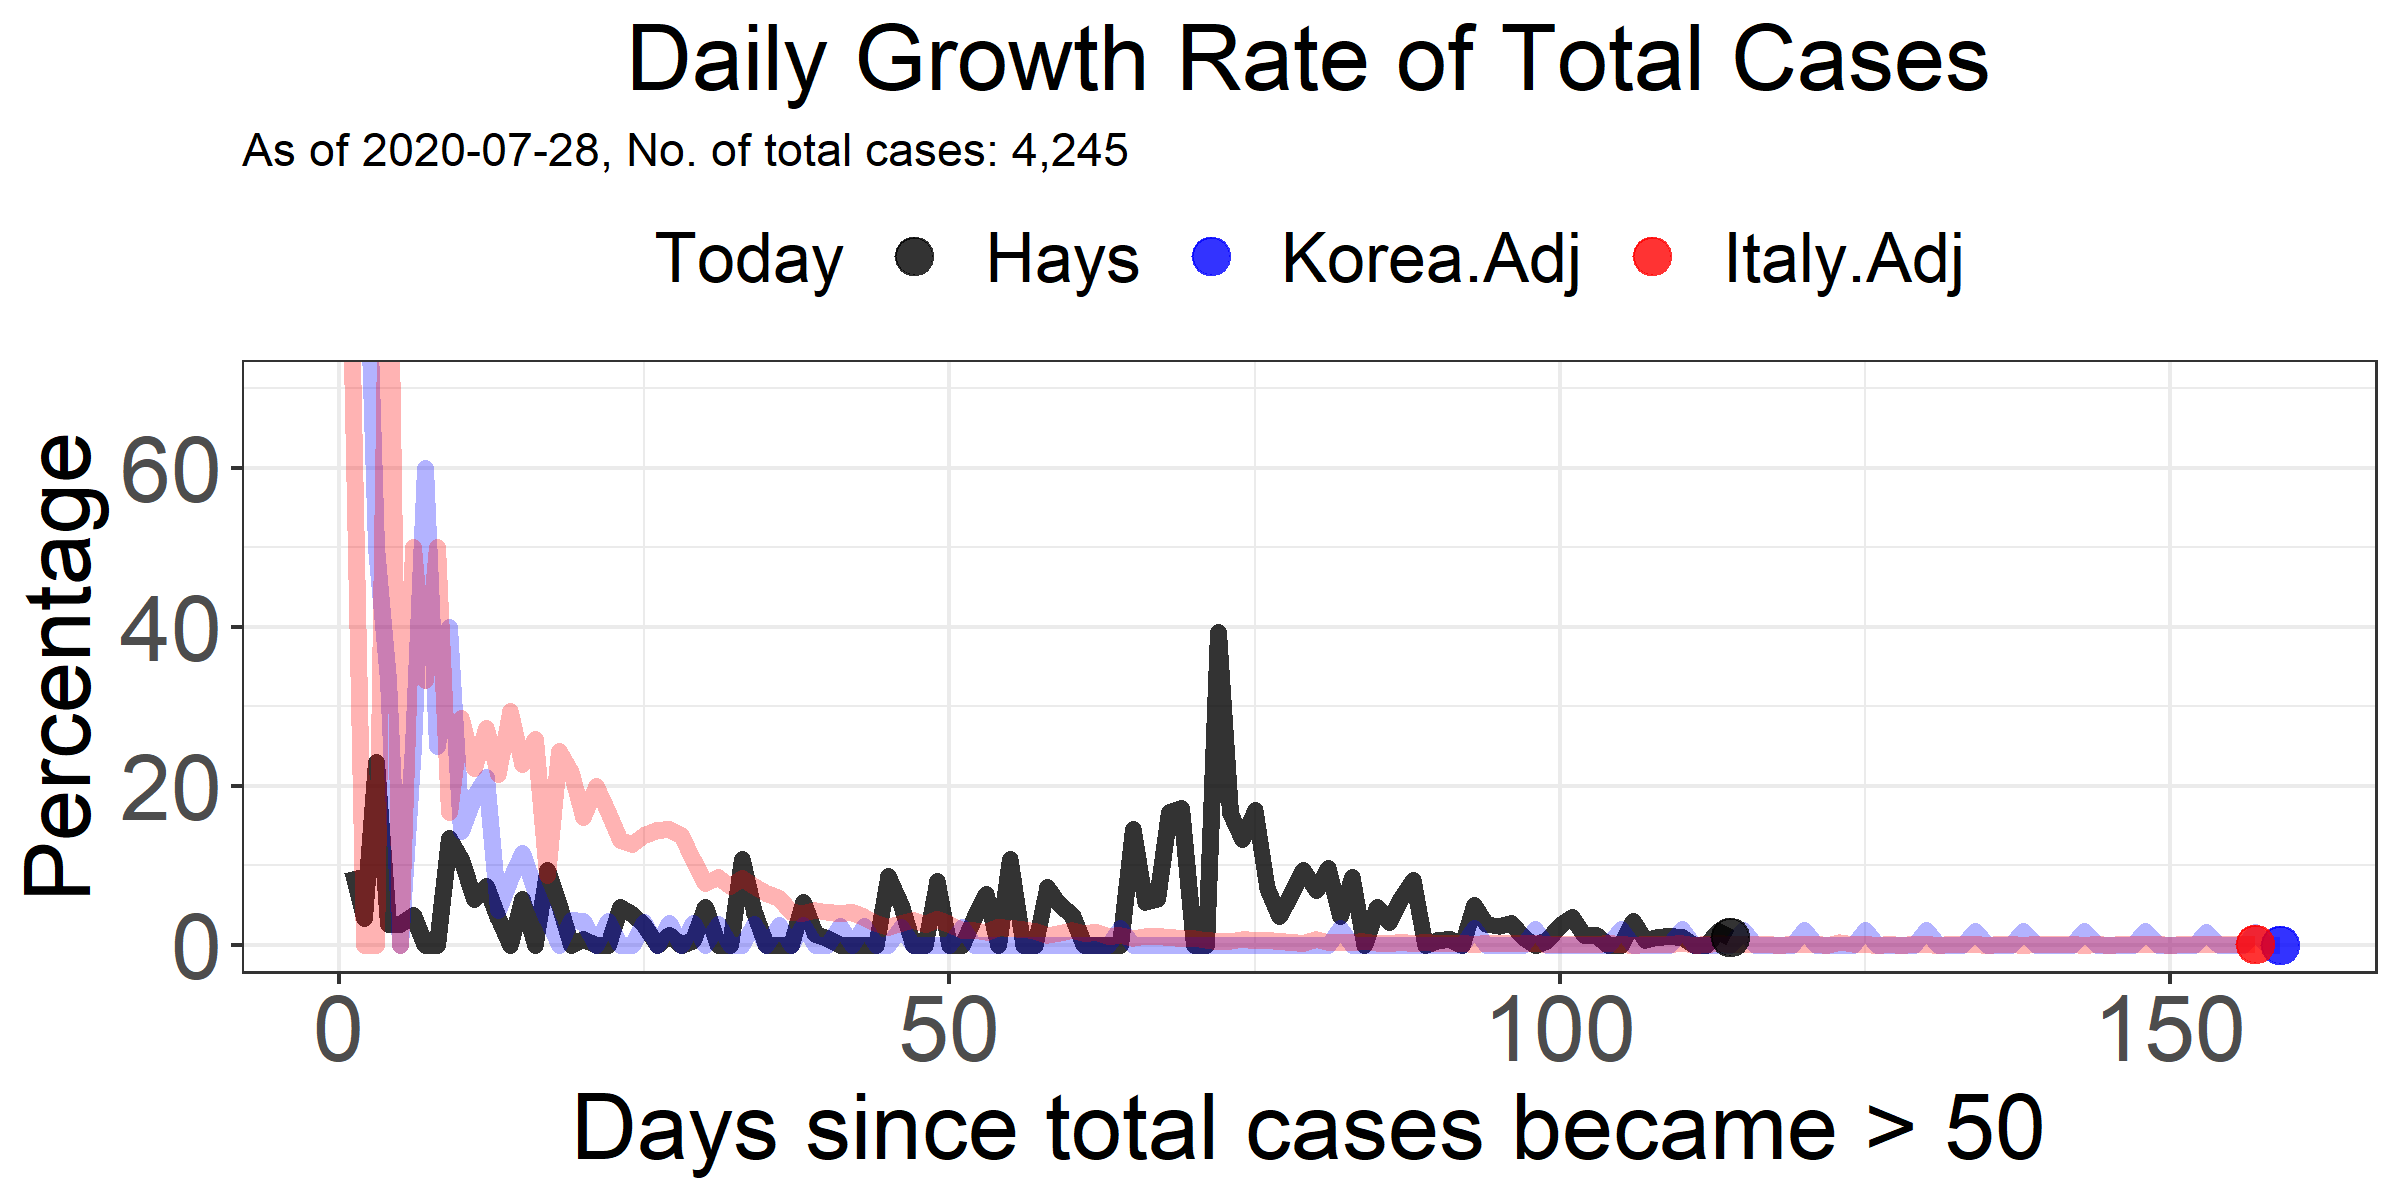 Daily Growth Rate of Total Cases
As of 2020-07-28, No. of total cases: 4,245
Today Hays Korea.Adj Italy.Adj
Percentage
60
40
20
0
0 50 100 150
Days since total cases became > 50